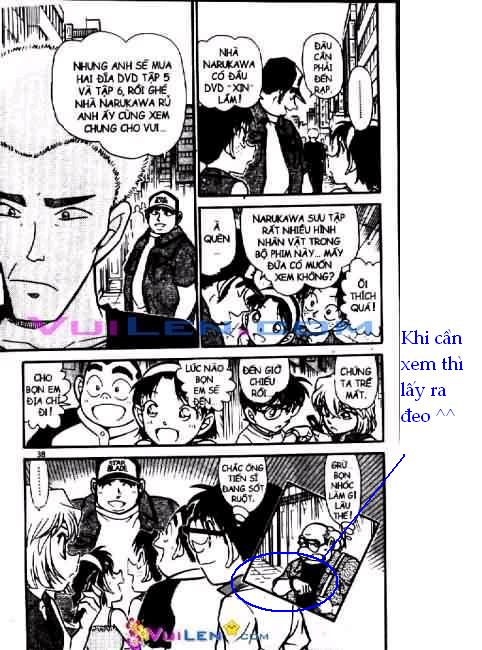 NHƯNG ANH SẼ MUA
HAI ĐĨA DVD TẬP 5
VÀ TẬP 6, RỒI GHÉ
NHÀ NARUKAWA RỦ
ANH ẤY CÙNG XEM
CHUNG CHO VUI...
NHÀ
NARUKAWA
CÓ ĐẦU
DVD "XỊN"
LẮM!
ĐÂU
CẦN
PHẢI
ĐẾN
RẠP.
.........
À
QUÊN...
NARUKAWA SƯU TẬP
RẤT NHIỀU HÌNH
NHÂN VẬT TRONG
BỘ PHIM NÀY... MẤY
ĐỨA CÓ MUỐN
XEM KHÔNG?
ÔI
THÍCH
QUÁ!
VUILEN.COM
Khi cần
xem thì
lấy ra
đeo ^^
CHO
BỌN EM
ĐỊA CHỈ
ĐI!
LÚC NÀO
BỌN EM
SẼ
ĐẾN.
ĐẾN GIỜ
CHIẾU
RỒI.
CHÚNG
TA TRỄ
MẤT.
38
.........
STAR
BLADE
CHẮC ÔNG
TIẾN SĨ
ĐANG SỐT
RUỘT.
GRỪ...
BỌN
NHÓC
LÀM GÌ
LÂU
THẾ!
VUILEN.COM